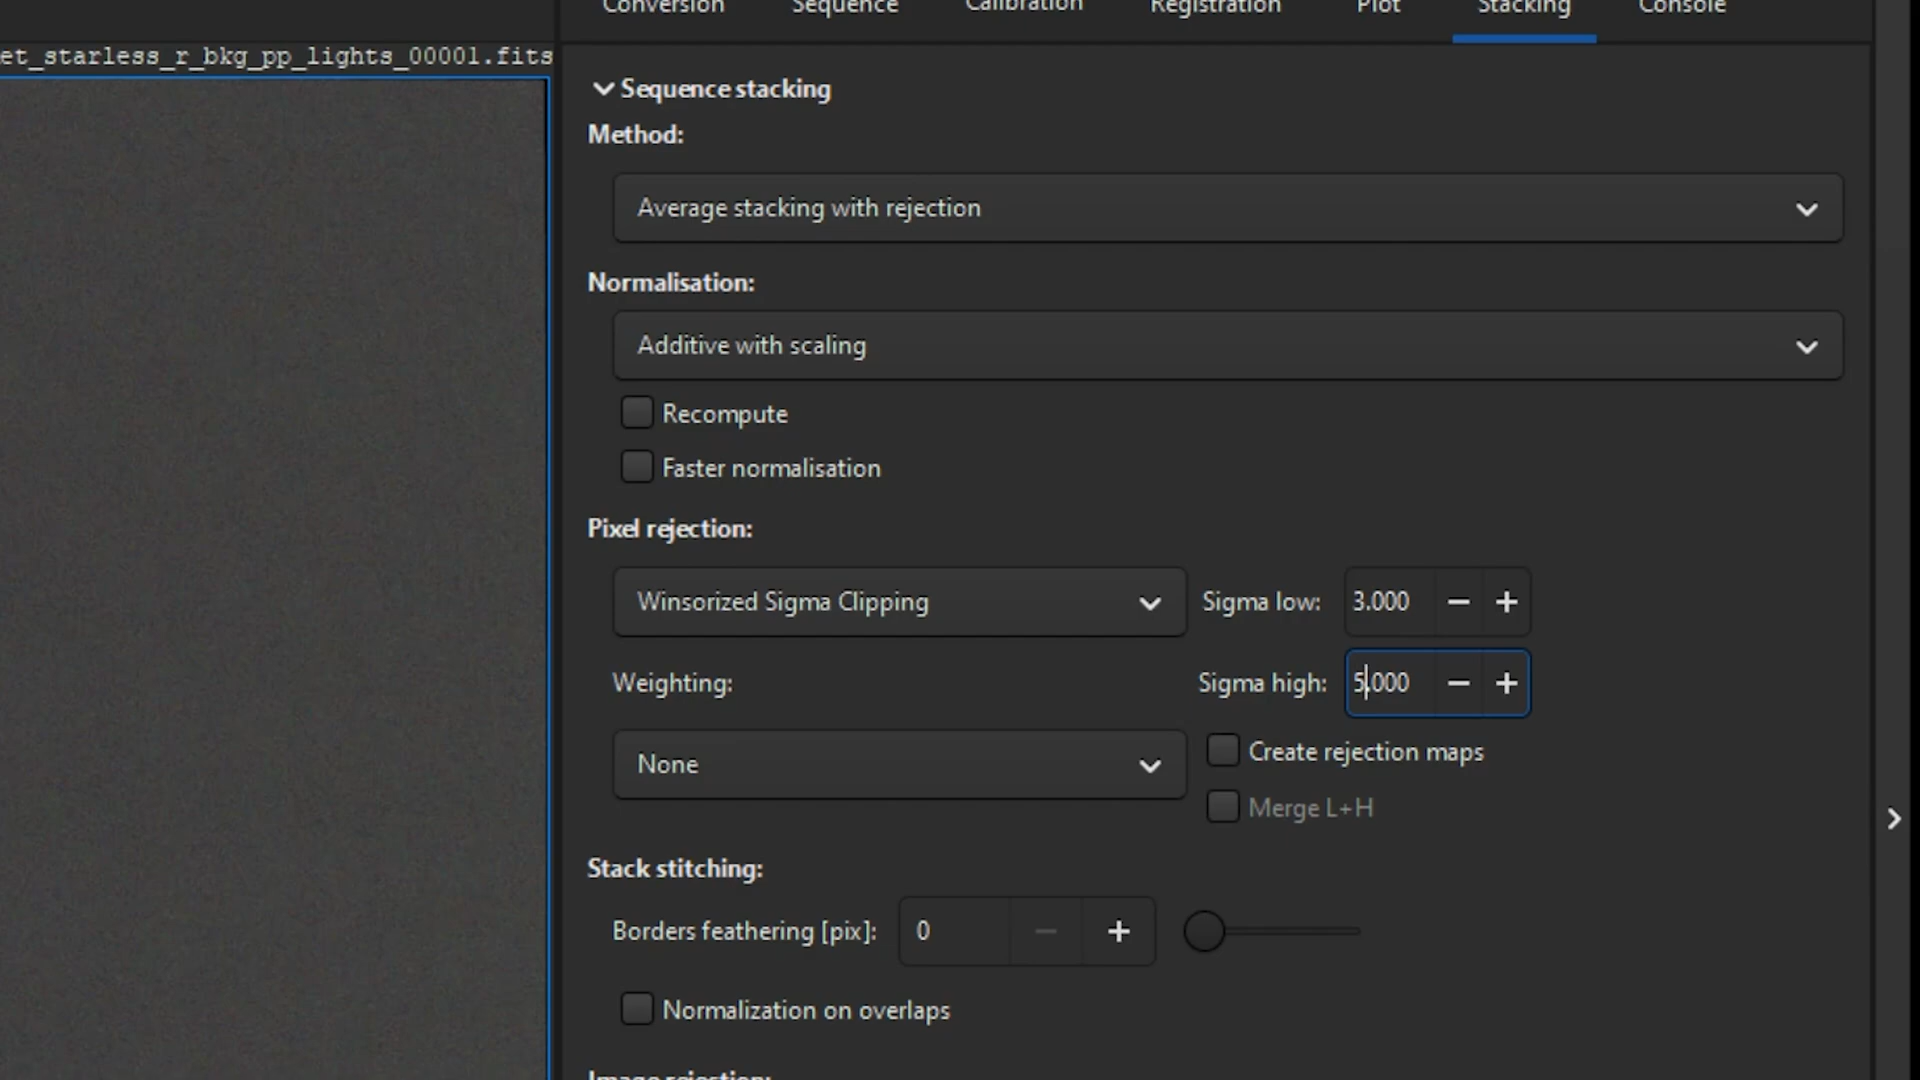 Conversion Sequence Calibration Registration Plot Stacking Console
et_starless_r_bkg_pp_lights_00001.fits
Sequence stacking
Method:
Average stacking with rejection
Normalisation:
Additive with scaling
Recompute
Faster normalisation
Pixel rejection:
Winsorized Sigma Clipping Sigma low: 3.000 − +
Weighting: Sigma high: 5.000 − +
None Create rejection maps
Merge L+H
Stack stitching:
Borders feathering [pix]: 0 − +
Normalization on overlaps
Image rejection: